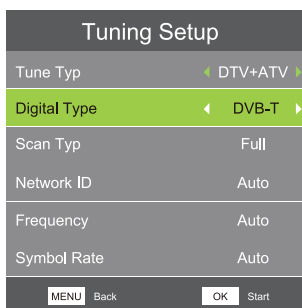 Tuning Setup
Tune Typ DTV+ATV
Digital Type DVB-T
Scan Typ Full
Network ID Auto
Frequency Auto
Symbol Rate Auto
MENU Back OK Start